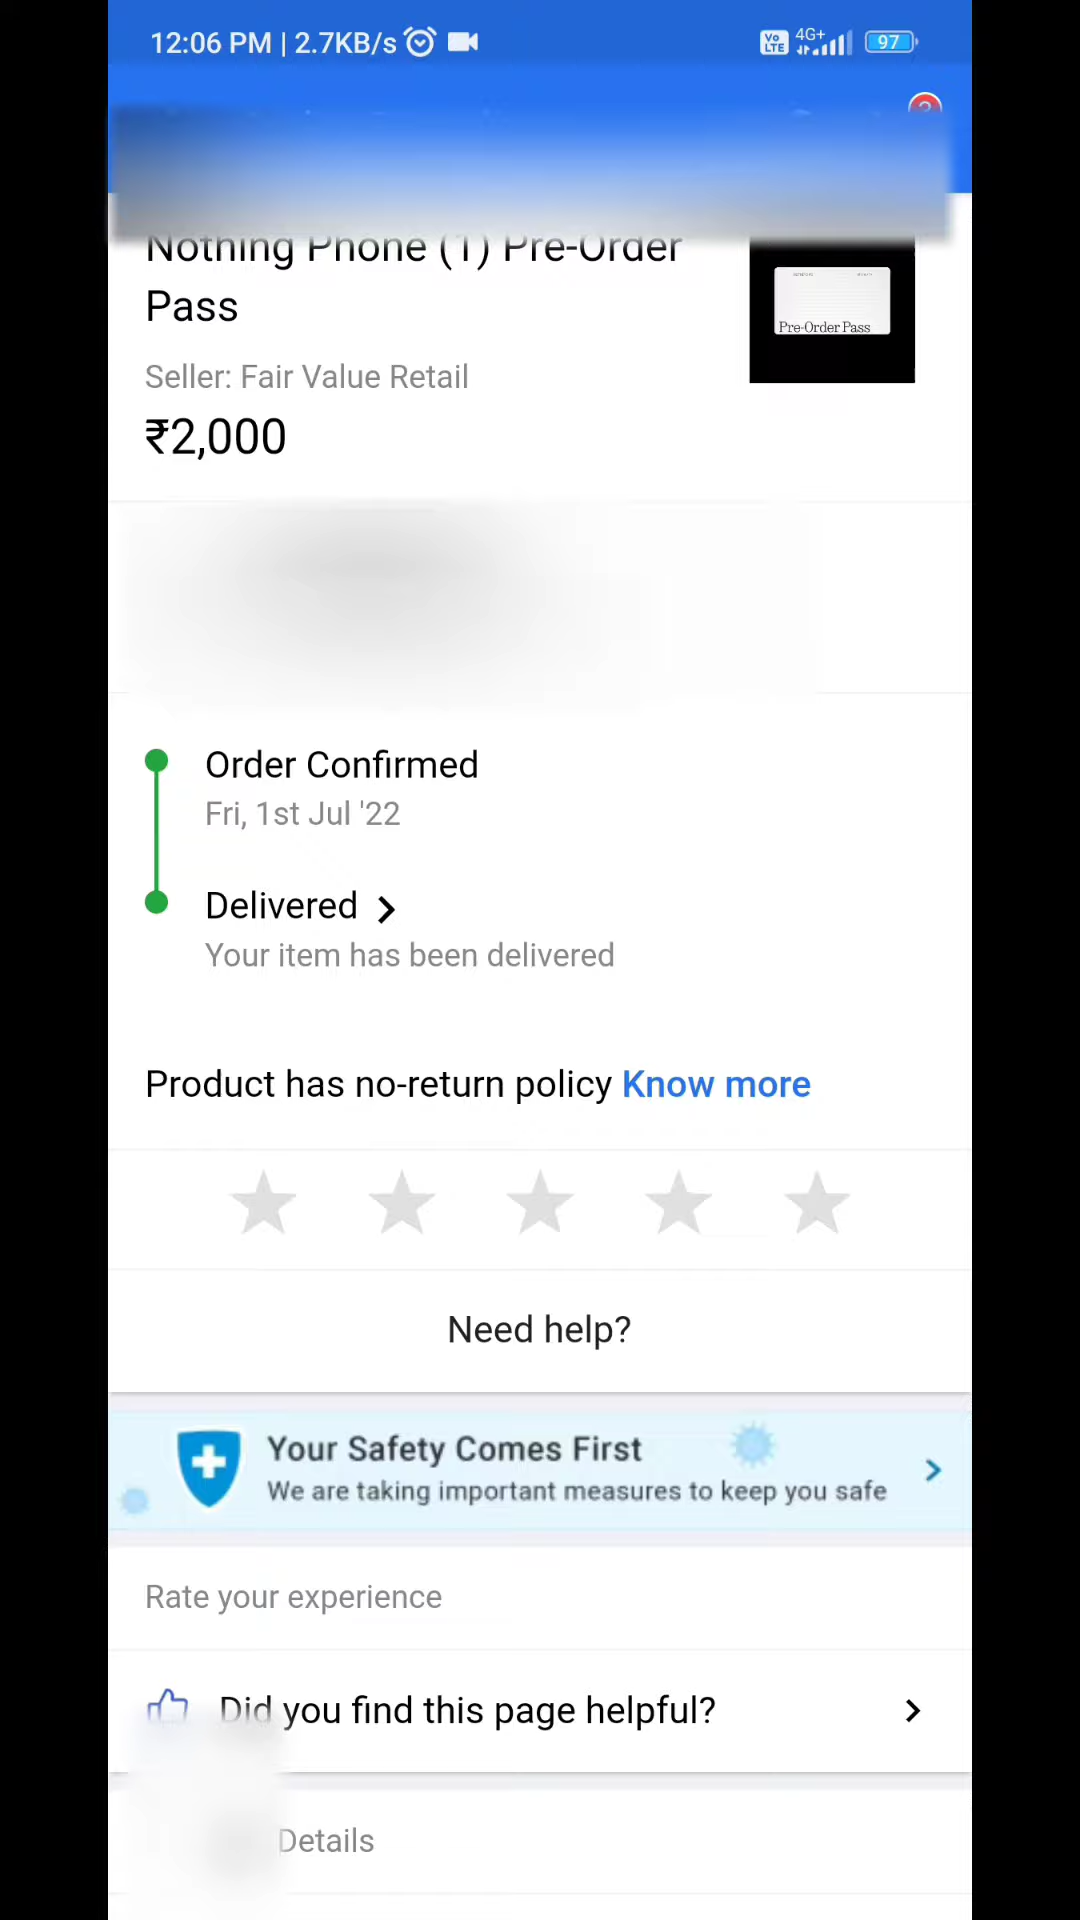 12:06 PM | 2.7KB/s
Vo LTE 4G+ 97
Nothing Phone (1) Pre-Order
Pass
Pre-Order Pass
Seller: Fair Value Retail
₹2,000
Order Confirmed
Fri, 1st Jul '22
Delivered
Your item has been delivered
Product has no-return policy Know more
Need help?
Your Safety Comes First
We are taking important measures to keep you safe
Rate your experience
Did you find this page helpful?
Details